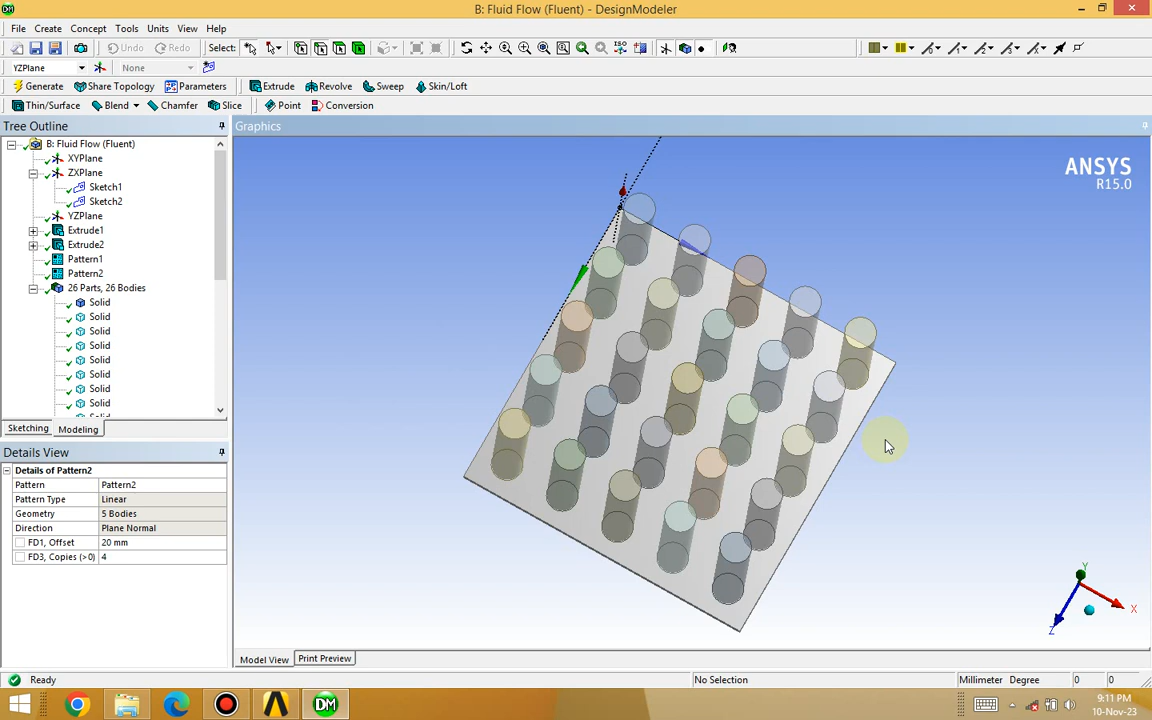 B: Fluid Flow (Fluent) - DesignModeler
File Create Concept Tools Units View Help
Undo Redo Select: ISO
YZPlane None
Generate Share Topology Parameters Extrude Revolve Sweep Skin/Loft
Thin/Surface Blend Chamfer Slice Point Conversion
Tree Outline
B: Fluid Flow (Fluent)
XYPlane
ZXPlane
Sketch1
Sketch2
YZPlane
Extrude1
Extrude2
Pattern1
Pattern2
26 Parts, 26 Bodies
Solid
Solid
Solid
Solid
Solid
Solid
Solid
Solid
Sketching Modeling
Details View
Details of Pattern2
Pattern Pattern2
Pattern Type Linear
Geometry 5 Bodies
Direction Plane Normal
FD1, Offset 20 mm
FD3, Copies (>0) 4
Graphics
ANSYS
R15.0
Y
X
Z
Model View Print Preview
Ready No Selection Millimeter Degree 0 0
DM
9:11 PM
10-Nov-23